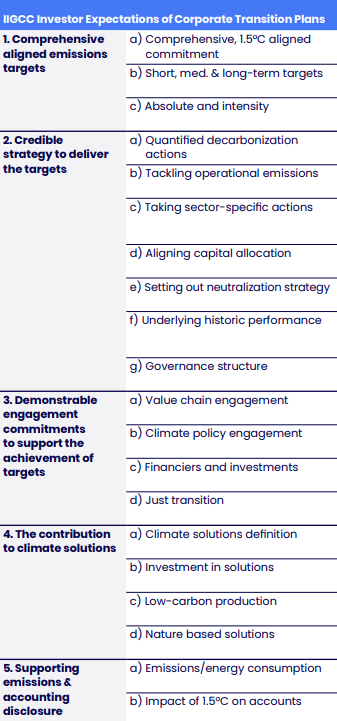 IIGCC Investor Expectations of Corporate Transition Plans
1. Comprehensive
aligned emissions
targets
a) Comprehensive, 1.5ºC aligned
commitment
b) Short, med. & long-term targets
c) Absolute and intensity
2. Credible
strategy to deliver
the targets
a) Quantified decarbonization
actions
b) Tackling operational emissions
c) Taking sector-specific actions
d) Aligning capital allocation
e) Setting out neutralization strategy
f) Underlying historic performance
g) Governance structure
3. Demonstrable
engagement
commitments
to support the
achievement of
targets
a) Value chain engagement
b) Climate policy engagement
c) Financiers and investments
d) Just transition
4. The contribution
to climate solutions
a) Climate solutions definition
b) Investment in solutions
c) Low-carbon production
d) Nature based solutions
5. Supporting
emissions &
accounting
disclosure
a) Emissions/energy consumption
b) Impact of 1.5ºC on accounts